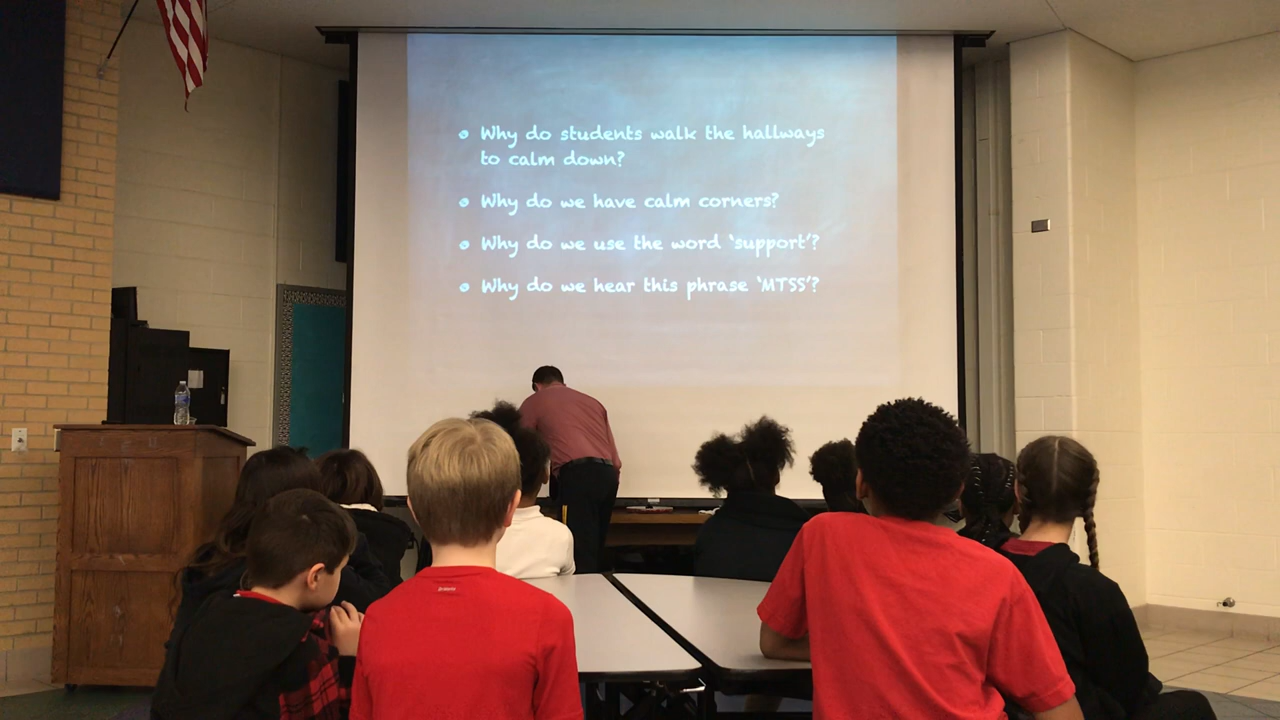 • Why do students walk the hallways
to calm down?
• Why do we have calm corners?
• Why do we use the word ‘support’?
• Why do we hear this phrase ‘MTSS’?